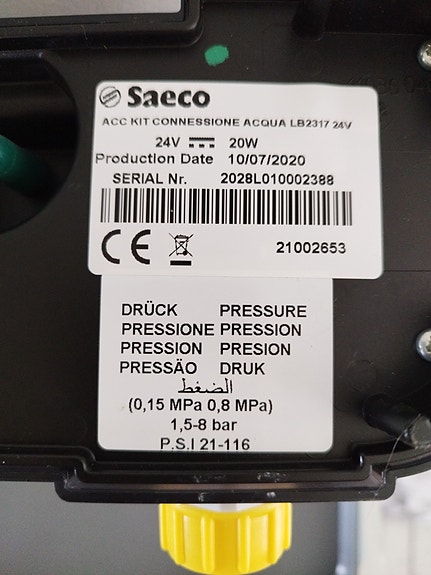 Saeco
ACC KIT CONNESSIONE ACQUA LB2317 24V
24V 20W
Production Date 10/07/2020
SERIAL Nr. 2028L010002388
21002653
DRÜCK PRESSURE
PRESSIONE PRESSION
PRESSION PRESION
PRESSÃO DRUK
الضغط
(0,15 MPa 0,8 MPa)
1,5-8 bar
P.S.I 21-116